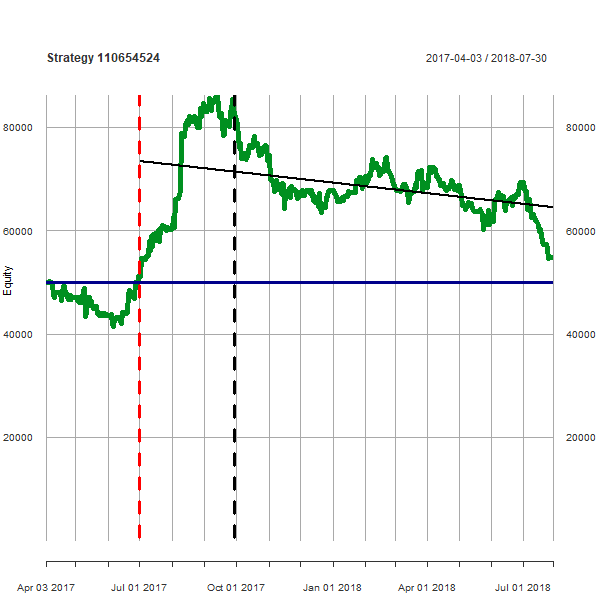 Strategy 110654524
2017-04-03 / 2018-07-30
80000
80000
60000
60000
Equity
40000
40000
20000
20000
Apr 03 2017
Jul 01 2017
Oct 01 2017
Jan 01 2018
Apr 01 2018
Jul 01 2018